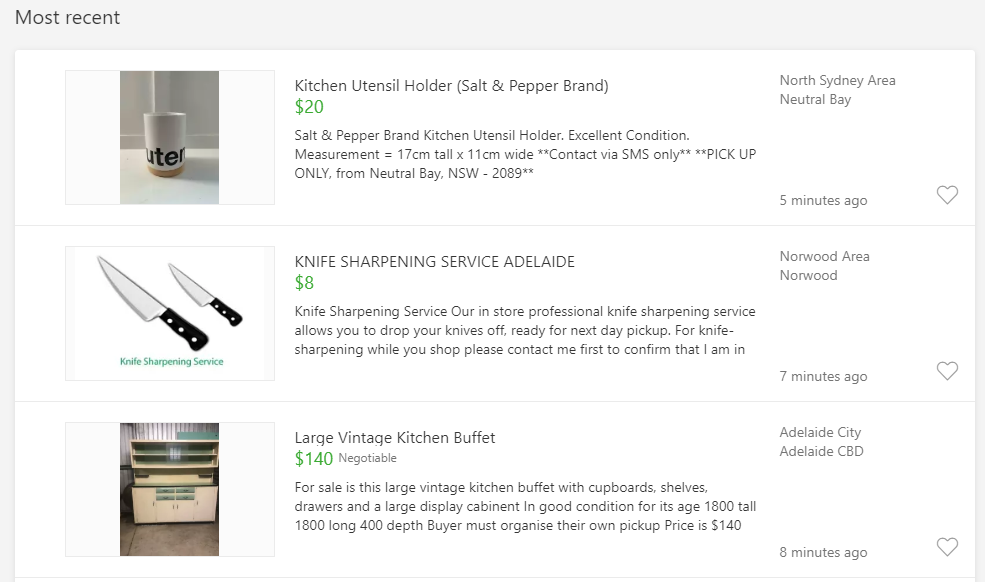 Most recent
Kitchen Utensil Holder (Salt & Pepper Brand)
$20
Salt & Pepper Brand Kitchen Utensil Holder. Excellent Condition.
Measurement = 17cm tall x 11cm wide **Contact via SMS only** **PICK UP
ONLY, from Neutral Bay, NSW - 2089**
North Sydney Area
Neutral Bay
5 minutes ago
uten
KNIFE SHARPENING SERVICE ADELAIDE
$8
Knife Sharpening Service Our in store professional knife sharpening service
allows you to drop your knives off, ready for next day pickup. For knife-
sharpening while you shop please contact me first to confirm that I am in
Norwood Area
Norwood
7 minutes ago
Knife Sharpening Service
Large Vintage Kitchen Buffet
$140 Negotiable
For sale is this large vintage kitchen buffet with cupboards, shelves,
drawers and a large display cabinent In good condition for its age 1800 tall
1800 long 400 depth Buyer must organise their own pickup Price is $140
Adelaide City
Adelaide CBD
8 minutes ago